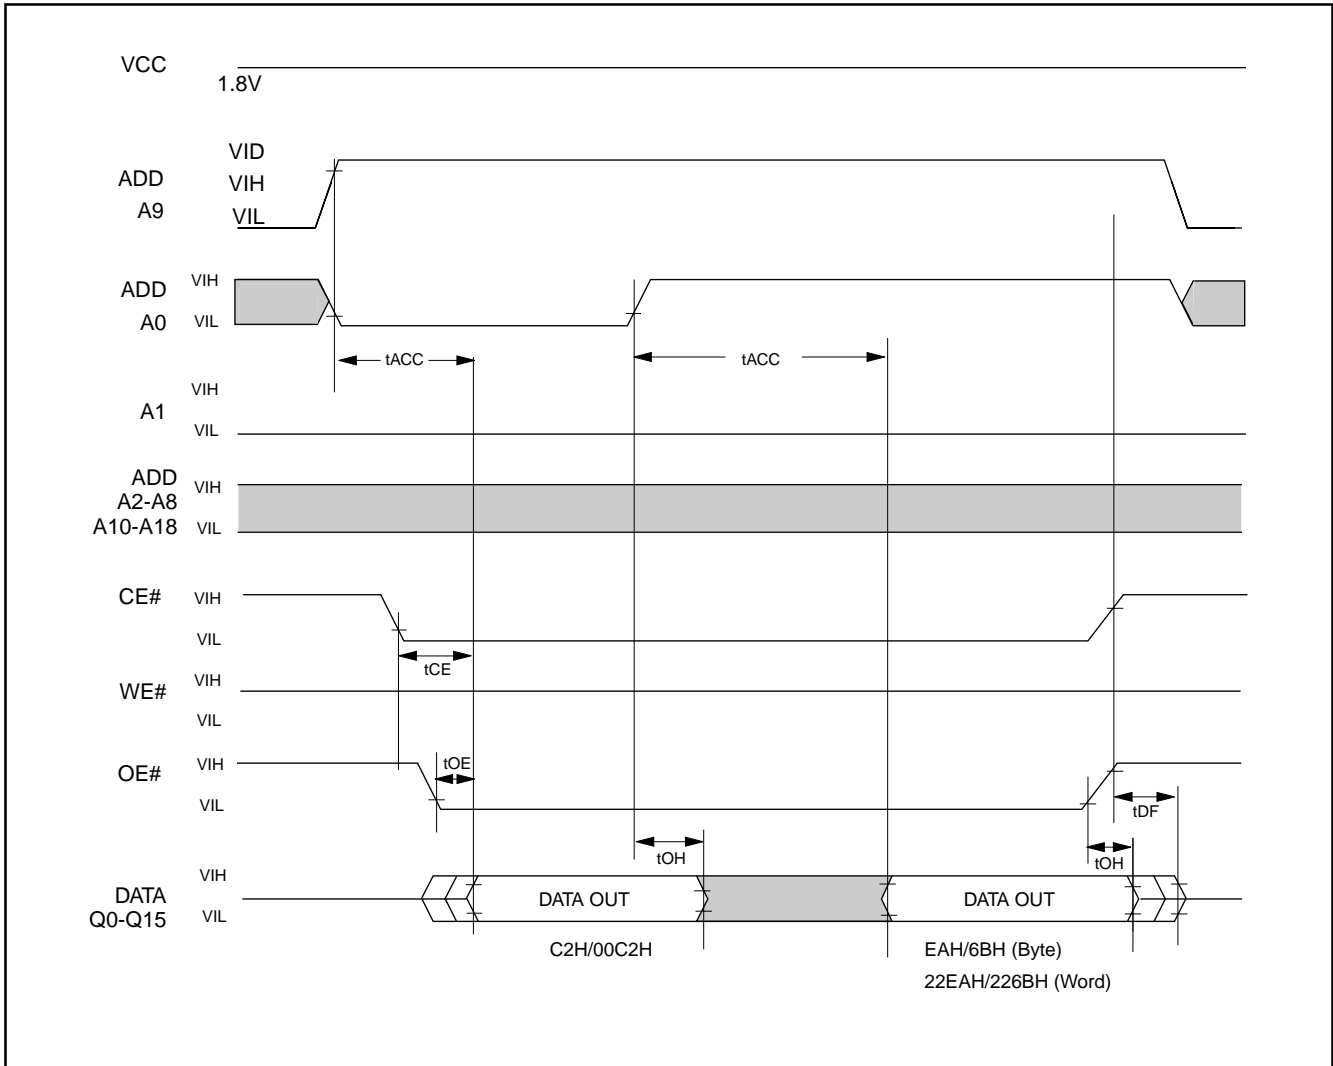 VCC
1.8V
VID
ADD
VIH
A9
VIL
VIH
ADD
A0
VIL
tACC
tACC
VIH
A1
VIL
ADD
VIH
A2-A8
A10-A18
VIL
CE#
VIH
VIL
tCE
VIH
WE#
VIL
tOE
VIH
OE#
VIL
tDF
tOH
tOH
VIH
DATA
DATA OUT
DATA OUT
Q0-Q15
VIL
C2H/00C2H
EAH/6BH (Byte)
22EAH/226BH (Word)